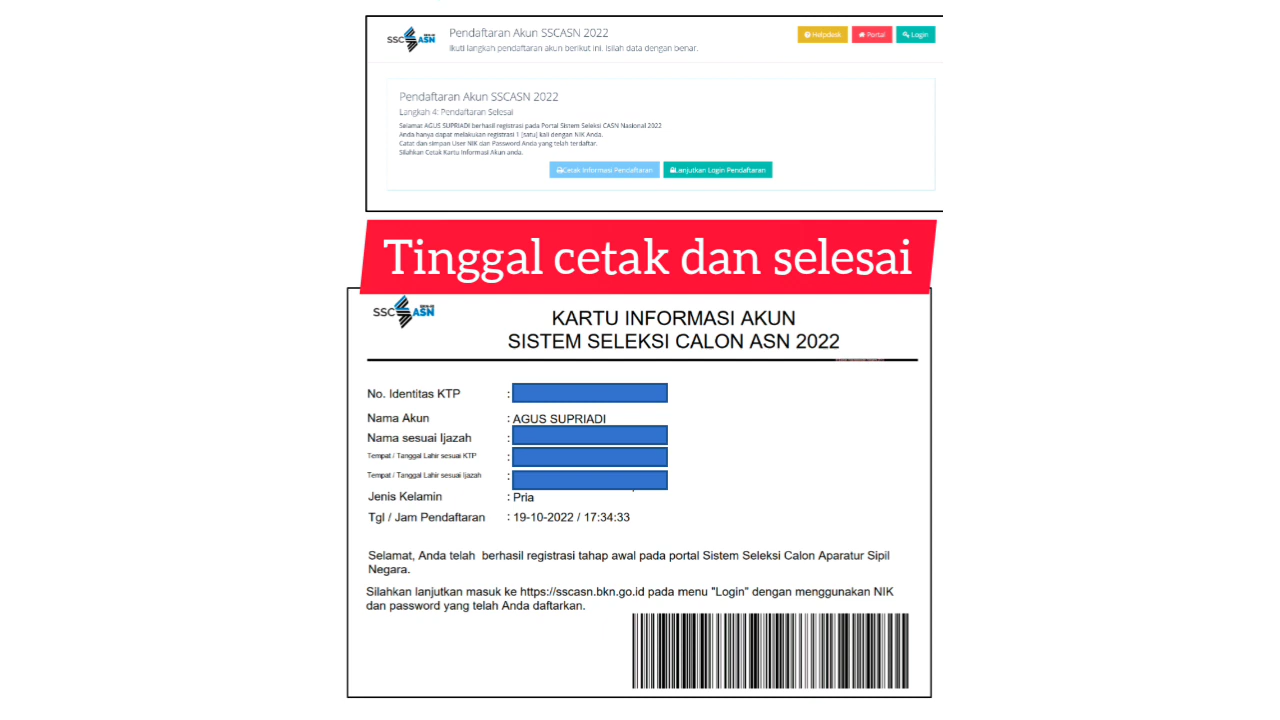 SSCASN
Pendaftaran Akun SSCASN 2022
Ikuti langkah pendaftaran akun berikut ini. Isilah data dengan benar.
Helpdesk
Portal
Login
Pendaftaran Akun SSCASN 2022
Langkah 4: Pendaftaran Selesai
Selamat AGUS SUPRIADI berhasil registrasi pada Portal Sistem Seleksi CASN Nasional 2022
Anda hanya dapat melakukan registrasi 1 [satu] kali dengan NIK Anda.
Catat dan simpan User NIK dan Password Anda yang telah terdaftar.
Silahkan Cetak Kartu Informasi Akun anda.
Cetak Informasi Pendaftaran
Lanjutkan Login Pendaftaran
Tinggal cetak dan selesai
SSCASN
KARTU INFORMASI AKUN
SISTEM SELEKSI CALON ASN 2022
No. Identitas KTP :
Nama Akun : AGUS SUPRIADI
Nama sesuai Ijazah :
Tempat / Tanggal Lahir sesuai KTP :
Tempat / Tanggal Lahir sesuai Ijazah :
Jenis Kelamin : Pria
Tgl / Jam Pendaftaran : 19-10-2022 / 17:34:33
Selamat, Anda telah berhasil registrasi tahap awal pada portal Sistem Seleksi Calon Aparatur Sipil
Negara.
Silahkan lanjutkan masuk ke https://sscasn.bkn.go.id pada menu "Login" dengan menggunakan NIK
dan password yang telah Anda daftarkan.